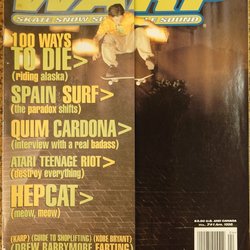 WARP
SKATE SNOW S SOUND
100 WAYS
TO DIE>
(riding alaska)
SPAIN SURF>
(the paradox shifts)
QUIM CARDONA>
(interview with a real badass)
ATARI TEENAGE RIOT>
(destroy everything)
HEPCAT>
(meow, meow)
(KARP) (GUIDE TO SHOPLIFTING) (KOBE BRYANT)
(DREW BARRYMORE FARTING)